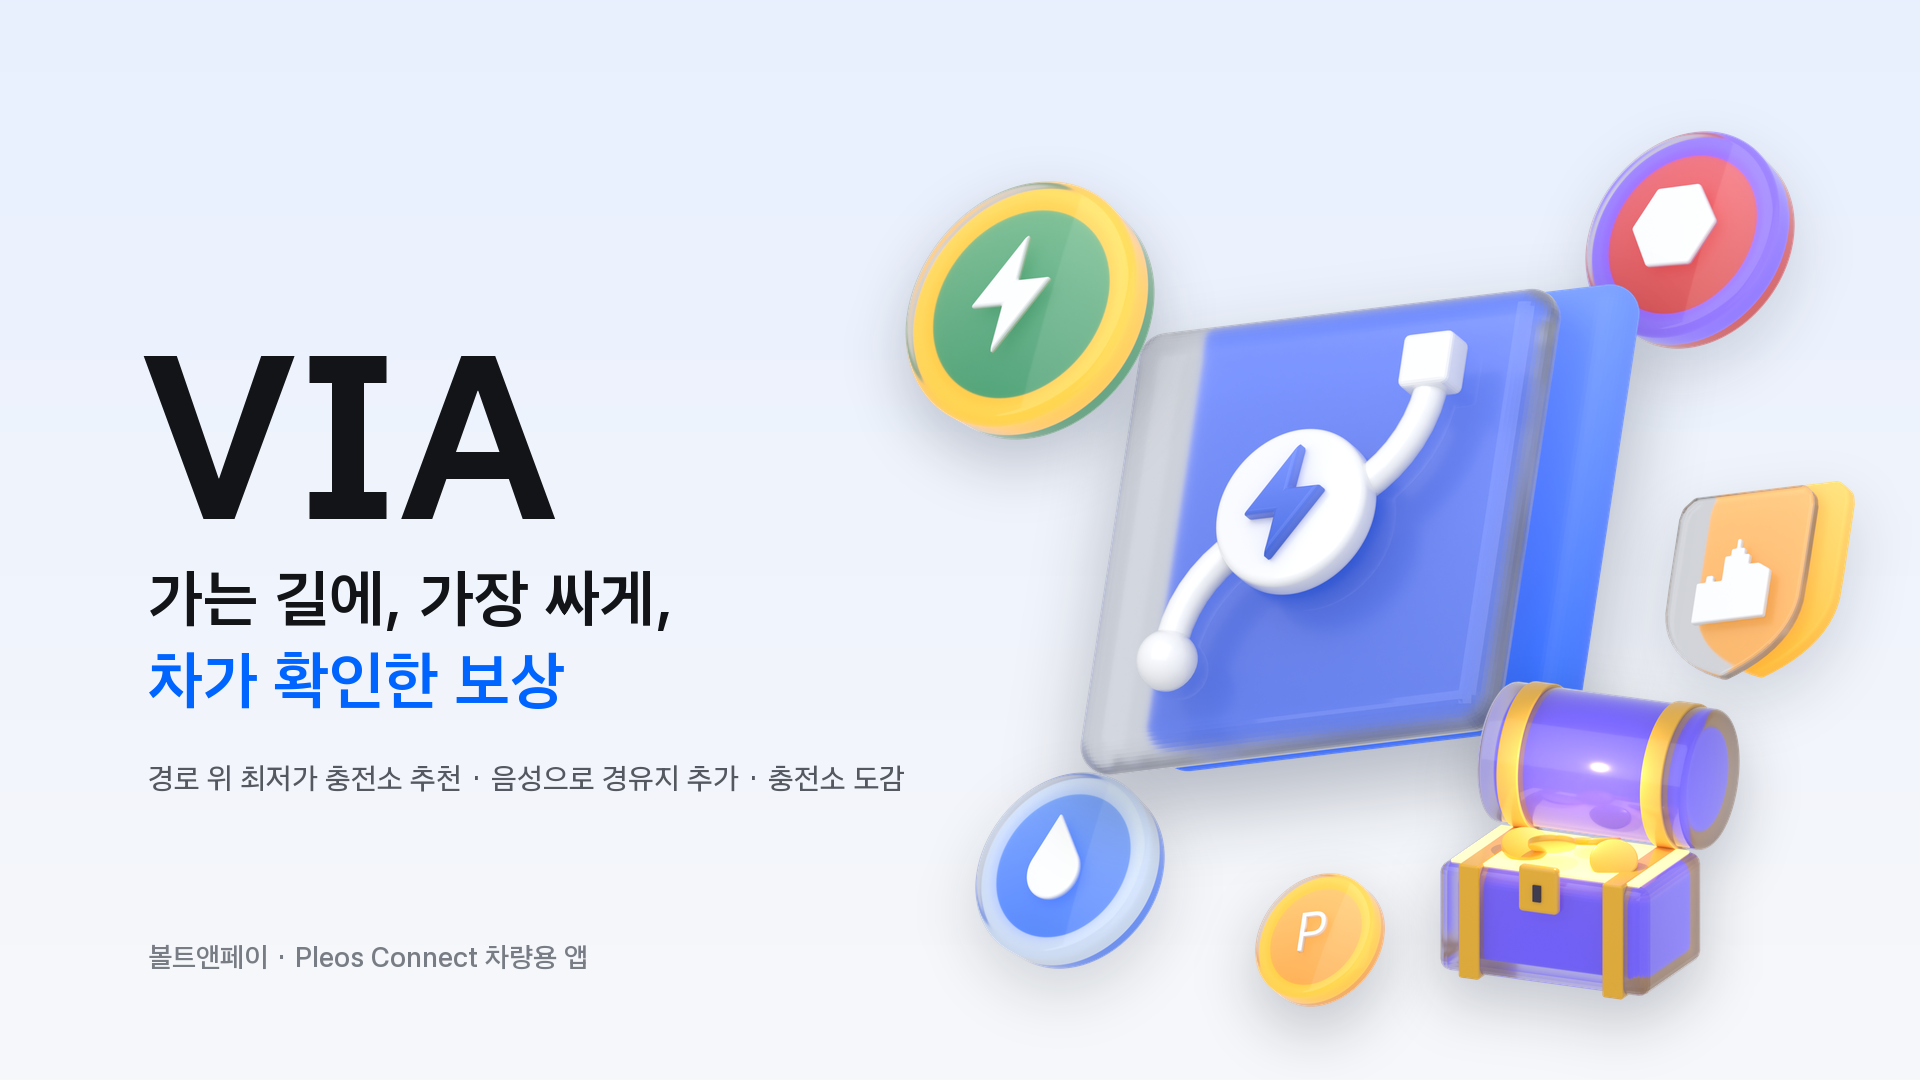 VIA
가는 길에, 가장 싸게,
차가 확인한 보상
경로 위 최저가 충전소 추천 · 음성으로 경유지 추가 · 충전소 도감
볼트앤페이 · Pleos Connect 차량용 앱
P